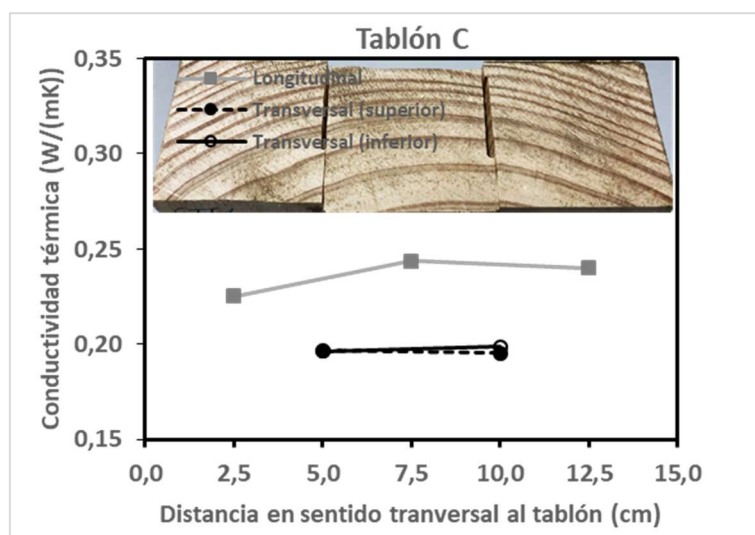 Tablón C
Conductividad térmica (W/(mK))
0,35
0,30
0,25
0,20
0,15
Longitudinal
Transversal (superior)
Transversal (inferior)
0,0 2,5 5,0 7,5 10,0 12,5 15,0
Distancia en sentido tranversal al tablón (cm)